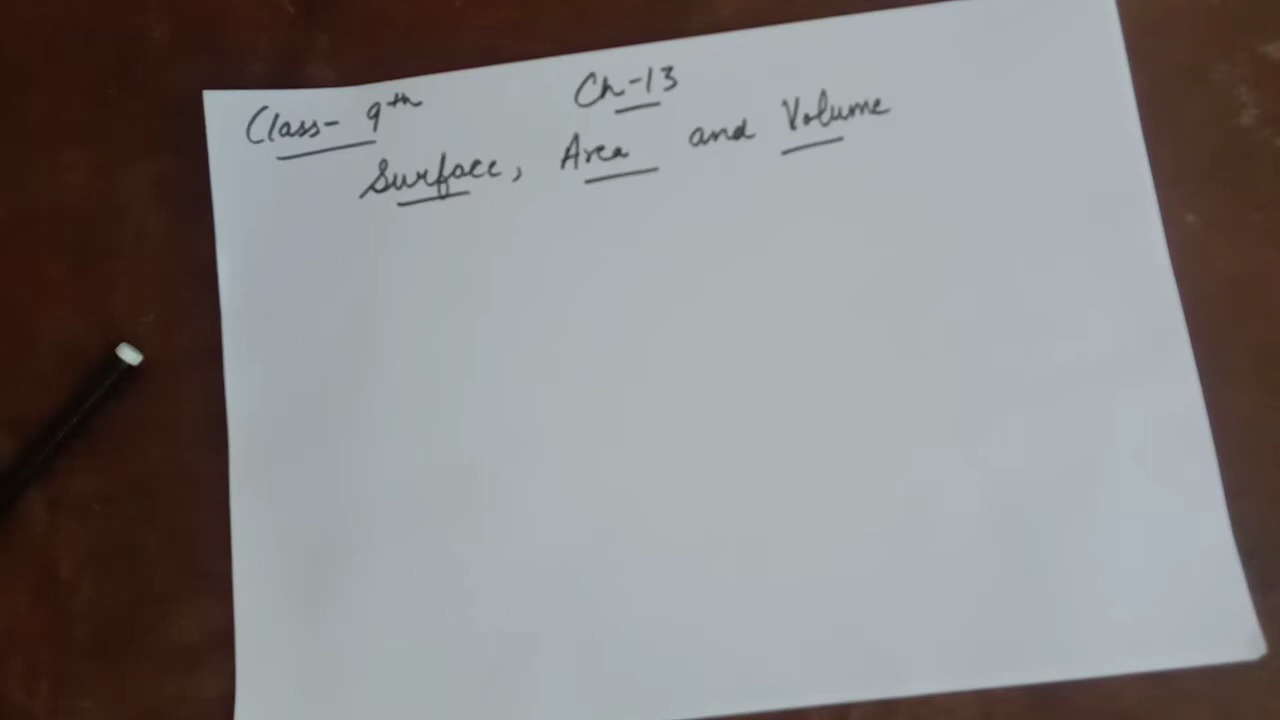 Class- 9th Ch-13
Surface, Area and Volume